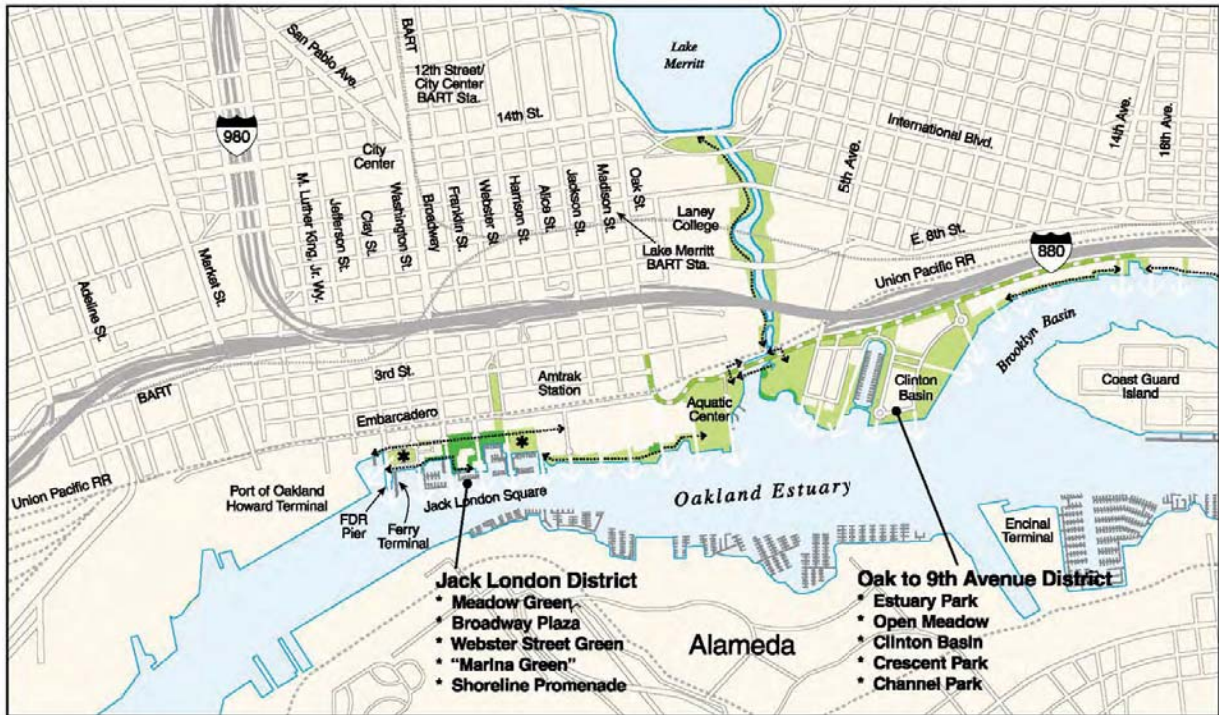 San Pablo Ave.
BART
12th Street/
City Center
BART Sta.
14th St.
Lake
Merritt
International Blvd.
14th Ave.
16th Ave.
980
City
Center
5th Ave.
M. Luther King, Jr. Wy.
Jefferson St.
Clay St.
Washington St.
Broadway
Franklin St.
Webster St.
Harrison St.
Alice St.
Jackson St.
Madison St.
Oak St.
Laney
College
Lake Merritt
BART Sta.
E. 8th St.
880
Union Pacific RR
Adeline St.
Market St.
BART
3rd St.
Amtrak
Station
Embarcadero
Aquatic
Center
Clinton
Basin
Brooklyn Basin
Coast Guard
Island
*
*
Union Pacific RR
Port of Oakland
Howard Terminal
FDR
Pier
Ferry
Terminal
Jack London Square
Oakland Estuary
Encinal
Terminal
Jack London District
* Meadow Green
* Broadway Plaza
* Webster Street Green
* "Marina Green"
* Shoreline Promenade
Alameda
Oak to 9th Avenue District
* Estuary Park
* Open Meadow
* Clinton Basin
* Crescent Park
* Channel Park